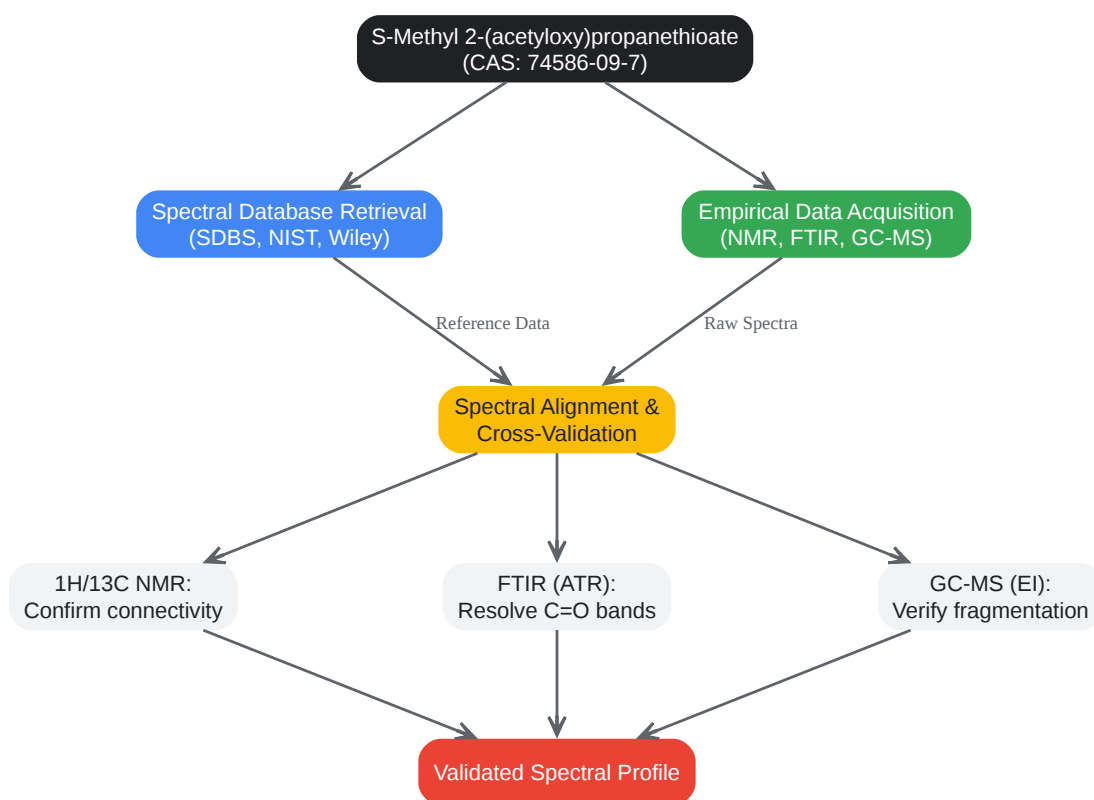 S-Methyl 2-(acetyloxy)propanethioate
(CAS: 74586-09-7)
Spectral Database Retrieval
(SDBS, NIST, Wiley)
Empirical Data Acquisition
(NMR, FTIR, GC-MS)
Reference Data
Raw Spectra
Spectral Alignment &
Cross-Validation
1H/13C NMR:
Confirm connectivity
FTIR (ATR):
Resolve C=O bands
GC-MS (EI):
Verify fragmentation
Validated Spectral Profile